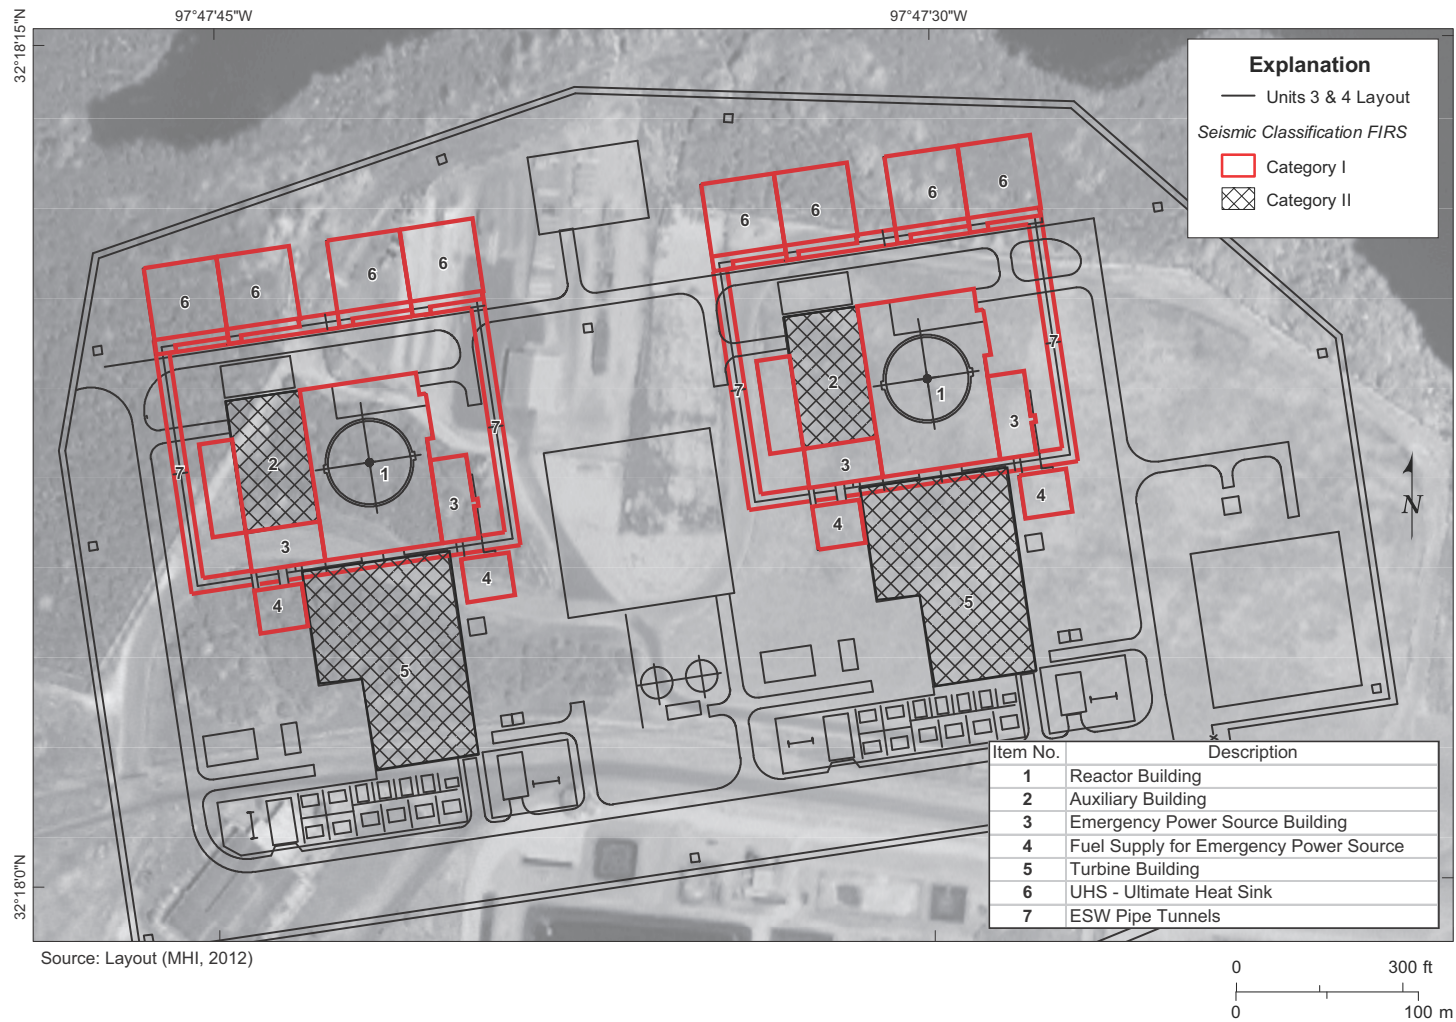 97°47'45"W
97°47'30"W
32°18'15"N
32°18'0"N
Explanation
Units 3 & 4 Layout
Seismic Classification FIRS
Category I
Category II
6
6
6
6
6
6
6
6
7
2
1
7
3
3
4
4
5
7
2
1
7
3
3
4
4
5
N
Item No. Description
1 Reactor Building
2 Auxiliary Building
3 Emergency Power Source Building
4 Fuel Supply for Emergency Power Source
5 Turbine Building
6 UHS - Ultimate Heat Sink
7 ESW Pipe Tunnels
Source: Layout (MHI, 2012)
0 300 ft
0 100 m